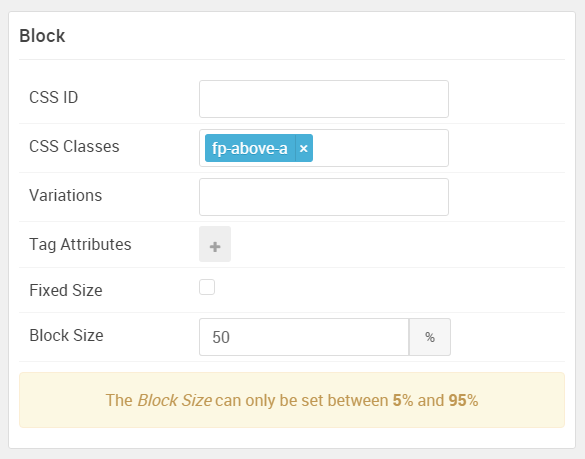 Block
CSS ID
CSS Classes fp-above-a ×
Variations
Tag Attributes +
Fixed Size
Block Size 50 %
The Block Size can only be set between 5% and 95%